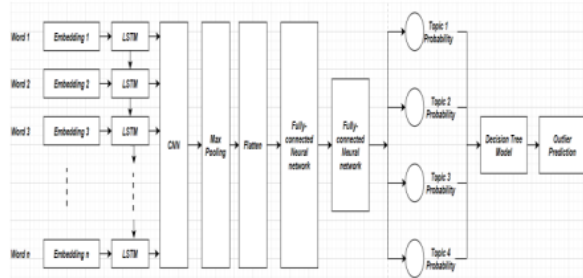 Word 1 Embedding 1 LSTM
Word 2 Embedding 2 LSTM
Word 3 Embedding 3 LSTM
Word n Embedding n LSTM
CNN
Max
Pooling
Flatten
Fully-
connected
Neural
network
Fully-
connected
Neural
network
Topic 1
Probability
Topic 2
Probability
Topic 3
Probability
Topic 4
Probability
Decision Tree
Model
Outlier
Prediction